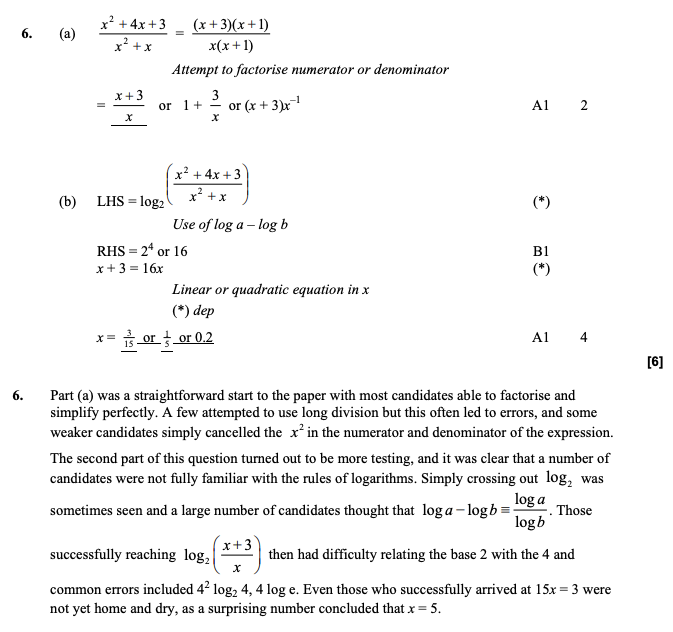 6. (a) \frac{x^2 + 4x + 3}{x^2 + x} = \frac{(x + 3)(x + 1)}{x(x + 1)}
Attempt to factorise numerator or denominator
= \frac{x + 3}{x} or 1 + \frac{3}{x} or (x + 3)x^{-1} A1 2
(b) LHS = log_2 \left( \frac{x^2 + 4x + 3}{x^2 + x} \right) (*)
Use of log a – log b
RHS = 2^4 or 16 B1
x + 3 = 16x (*)
Linear or quadratic equation in x
(*) dep
x = \frac{3}{15} or \frac{1}{5} or 0.2 A1 4
[6]
6. Part (a) was a straightforward start to the paper with most candidates able to factorise and
simplify perfectly. A few attempted to use long division but this often led to errors, and some
weaker candidates simply cancelled the x^2 in the numerator and denominator of the expression.
The second part of this question turned out to be more testing, and it was clear that a number of
candidates were not fully familiar with the rules of logarithms. Simply crossing out log_2 was
sometimes seen and a large number of candidates thought that log a – log b ≡ \frac{log a}{log b}. Those
successfully reaching log_2 \left( \frac{x+3}{x} \right) then had difficulty relating the base 2 with the 4 and
common errors included 4^2 log_2 4, 4 log e. Even those who successfully arrived at 15x = 3 were
not yet home and dry, as a surprising number concluded that x = 5.